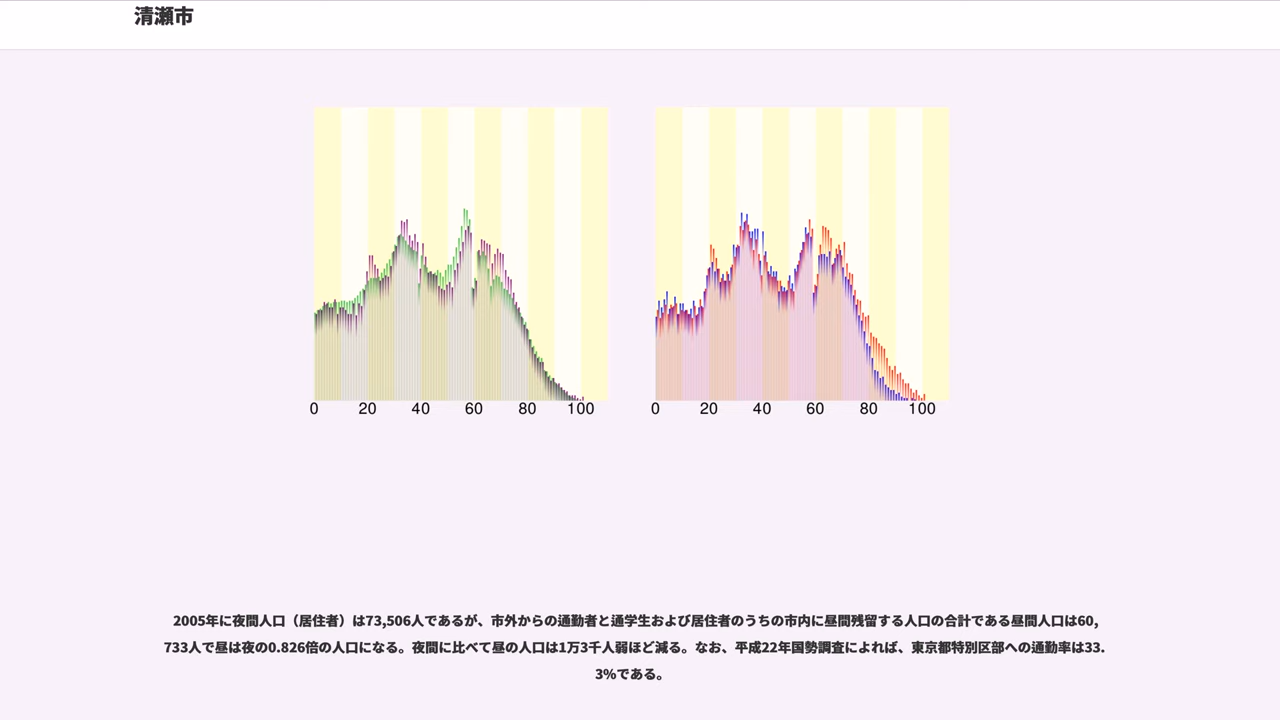 清瀬市
0 20 40 60 80 100 0 20 40 60 80 100
2005年に夜間人口（居住者）は73,506人であるが、市外からの通勤者と通学生および居住者のうちの市内に昼間残留する人口の合計である昼間人口は60,
733人で昼は夜の0.826倍の人口になる。夜間に比べて昼の人口は1万3千人弱ほど減る。なお、平成22年国勢調査によれば、東京都特別区部への通勤率は33.
3%である。